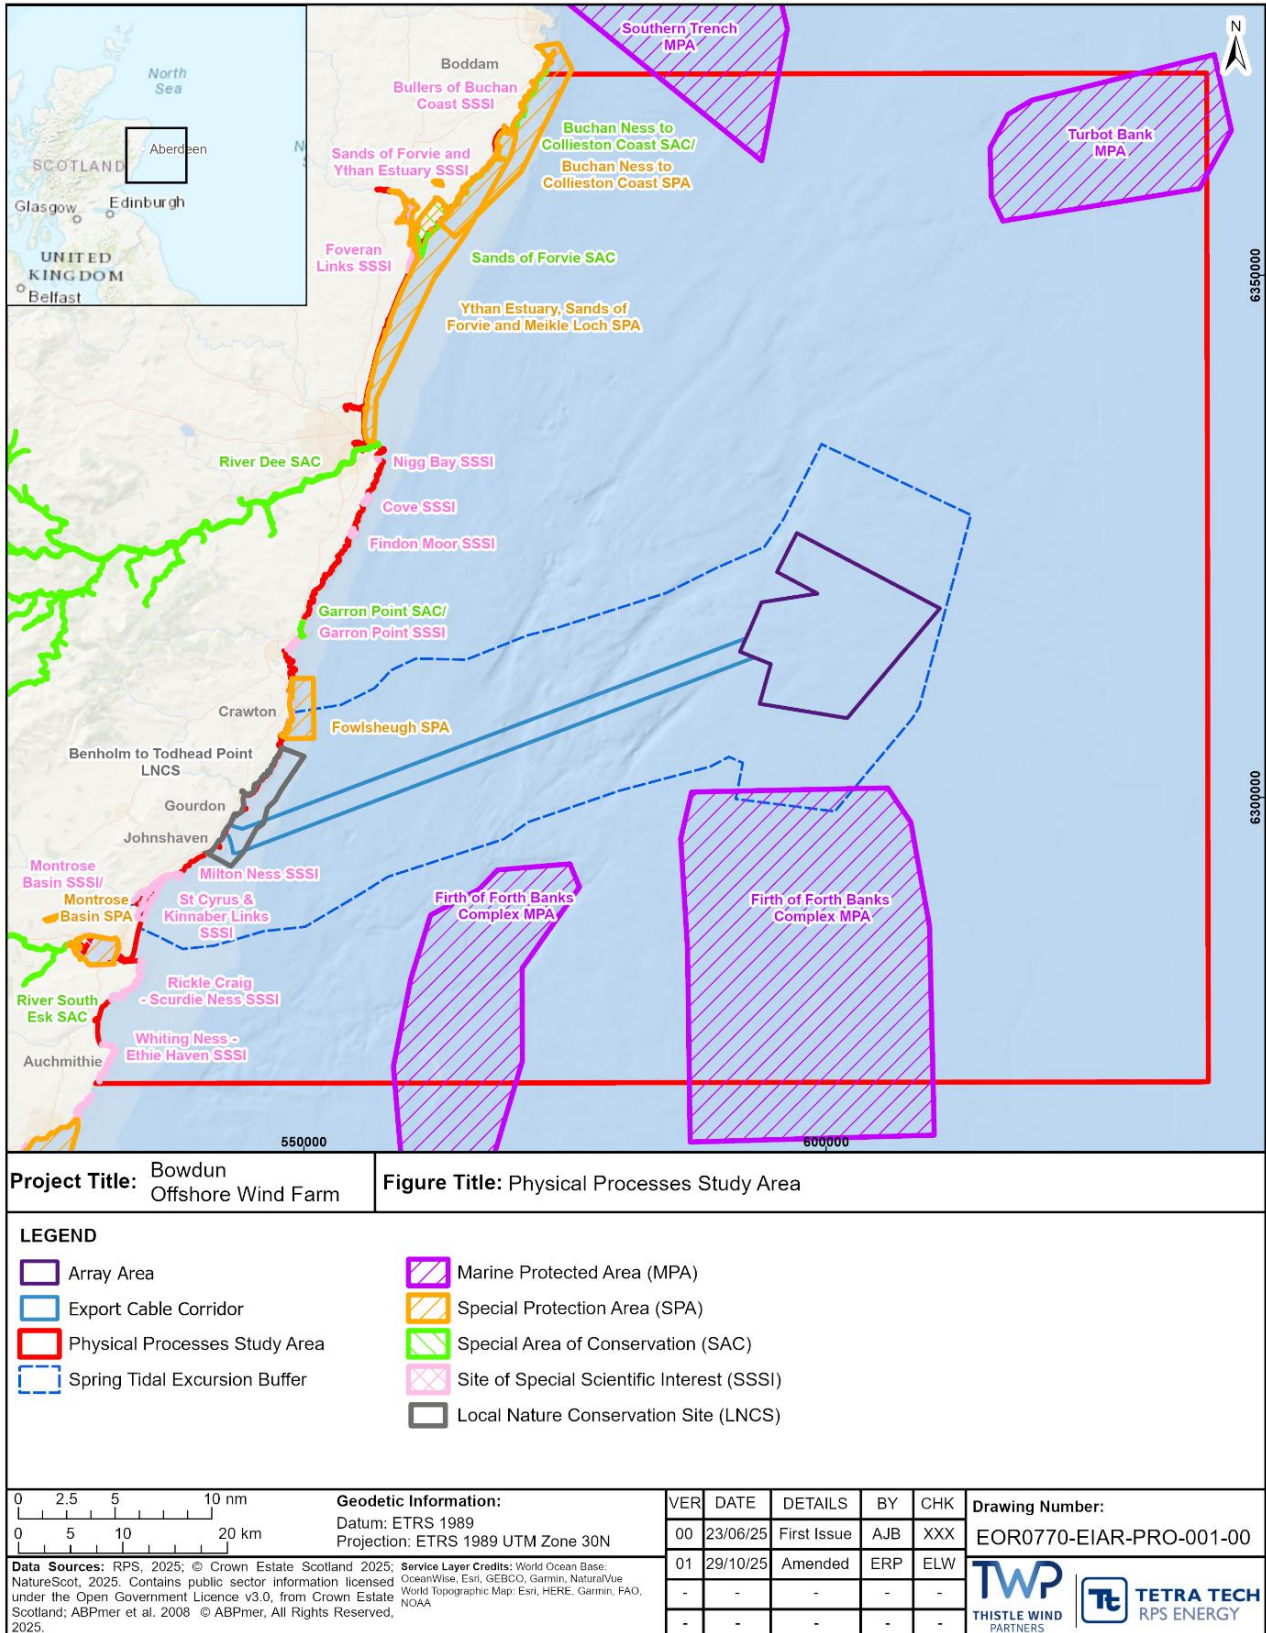 Southern Trench
MPA
N
Boddam
North
Sea
Bullers of Buchan
Coast SSSI
Turbot Bank
MPA
Buchan Ness to
Collieston Coast SAC/
Buchan Ness to
Collieston Coast SPA
Aberdeen
N
SCOTLAND
Sands of Forvie and
Ythan Estuary SSSI
Glasgow
Edinburgh
UNITED
KINGDOM
Belfast
Foveran
Links SSSI
Sands of Forvie SAC
6350000
Ythan Estuary, Sands of
Forvie and Meikle Loch SPA
River Dee SAC
Nigg Bay SSSI
Cove SSSI
Findon Moor SSSI
Garron Point SAC/
Garron Point SSSI
Crawton
Fowlsheugh SPA
Benholm to Todhead Point
LNCS
Gourdon
6300000
Johnshaven
Montrose
Basin SSSI/
Montrose
Basin SPA
Milton Ness SSSI
St Cyrus &
Kinnaber Links
SSSI
Firth of Forth Banks
Complex MPA
Firth of Forth Banks
Complex MPA
Rickle Craig
- Scurdie Ness SSSI
River South
Esk SAC
Whiting Ness -
Ethie Haven SSSI
Auchmithie
550000
600000
Project Title: Bowdun
Offshore Wind Farm
Figure Title: Physical Processes Study Area
LEGEND
Array Area
Export Cable Corridor
Physical Processes Study Area
Spring Tidal Excursion Buffer
Marine Protected Area (MPA)
Special Protection Area (SPA)
Special Area of Conservation (SAC)
Site of Special Scientific Interest (SSSI)
Local Nature Conservation Site (LNCS)
0 2.5 5 10 nm
0 5 10 20 km
Geodetic Information:
Datum: ETRS 1989
Projection: ETRS 1989 UTM Zone 30N
Data Sources: RPS, 2025; © Crown Estate Scotland 2025;
NatureScot, 2025. Contains public sector information licensed
under the Open Government Licence v3.0, from Crown Estate
Scotland; ABPmer et al. 2008 © ABPmer, All Rights Reserved,
2025.
Service Layer Credits: World Ocean Base:
OceanWise, Esri, GEBCO, Garmin, NaturalVue
World Topographic Map: Esri, HERE, Garmin, FAO,
NOAA
VER DATE DETAILS BY CHK
00 23/06/25 First Issue AJB XXX
01 29/10/25 Amended ERP ELW
- - - - -
- - - - -
Drawing Number:
EOR0770-EIAR-PRO-001-00
TWP
THISTLE WIND
PARTNERS
Tt
TETRA TECH
RPS ENERGY